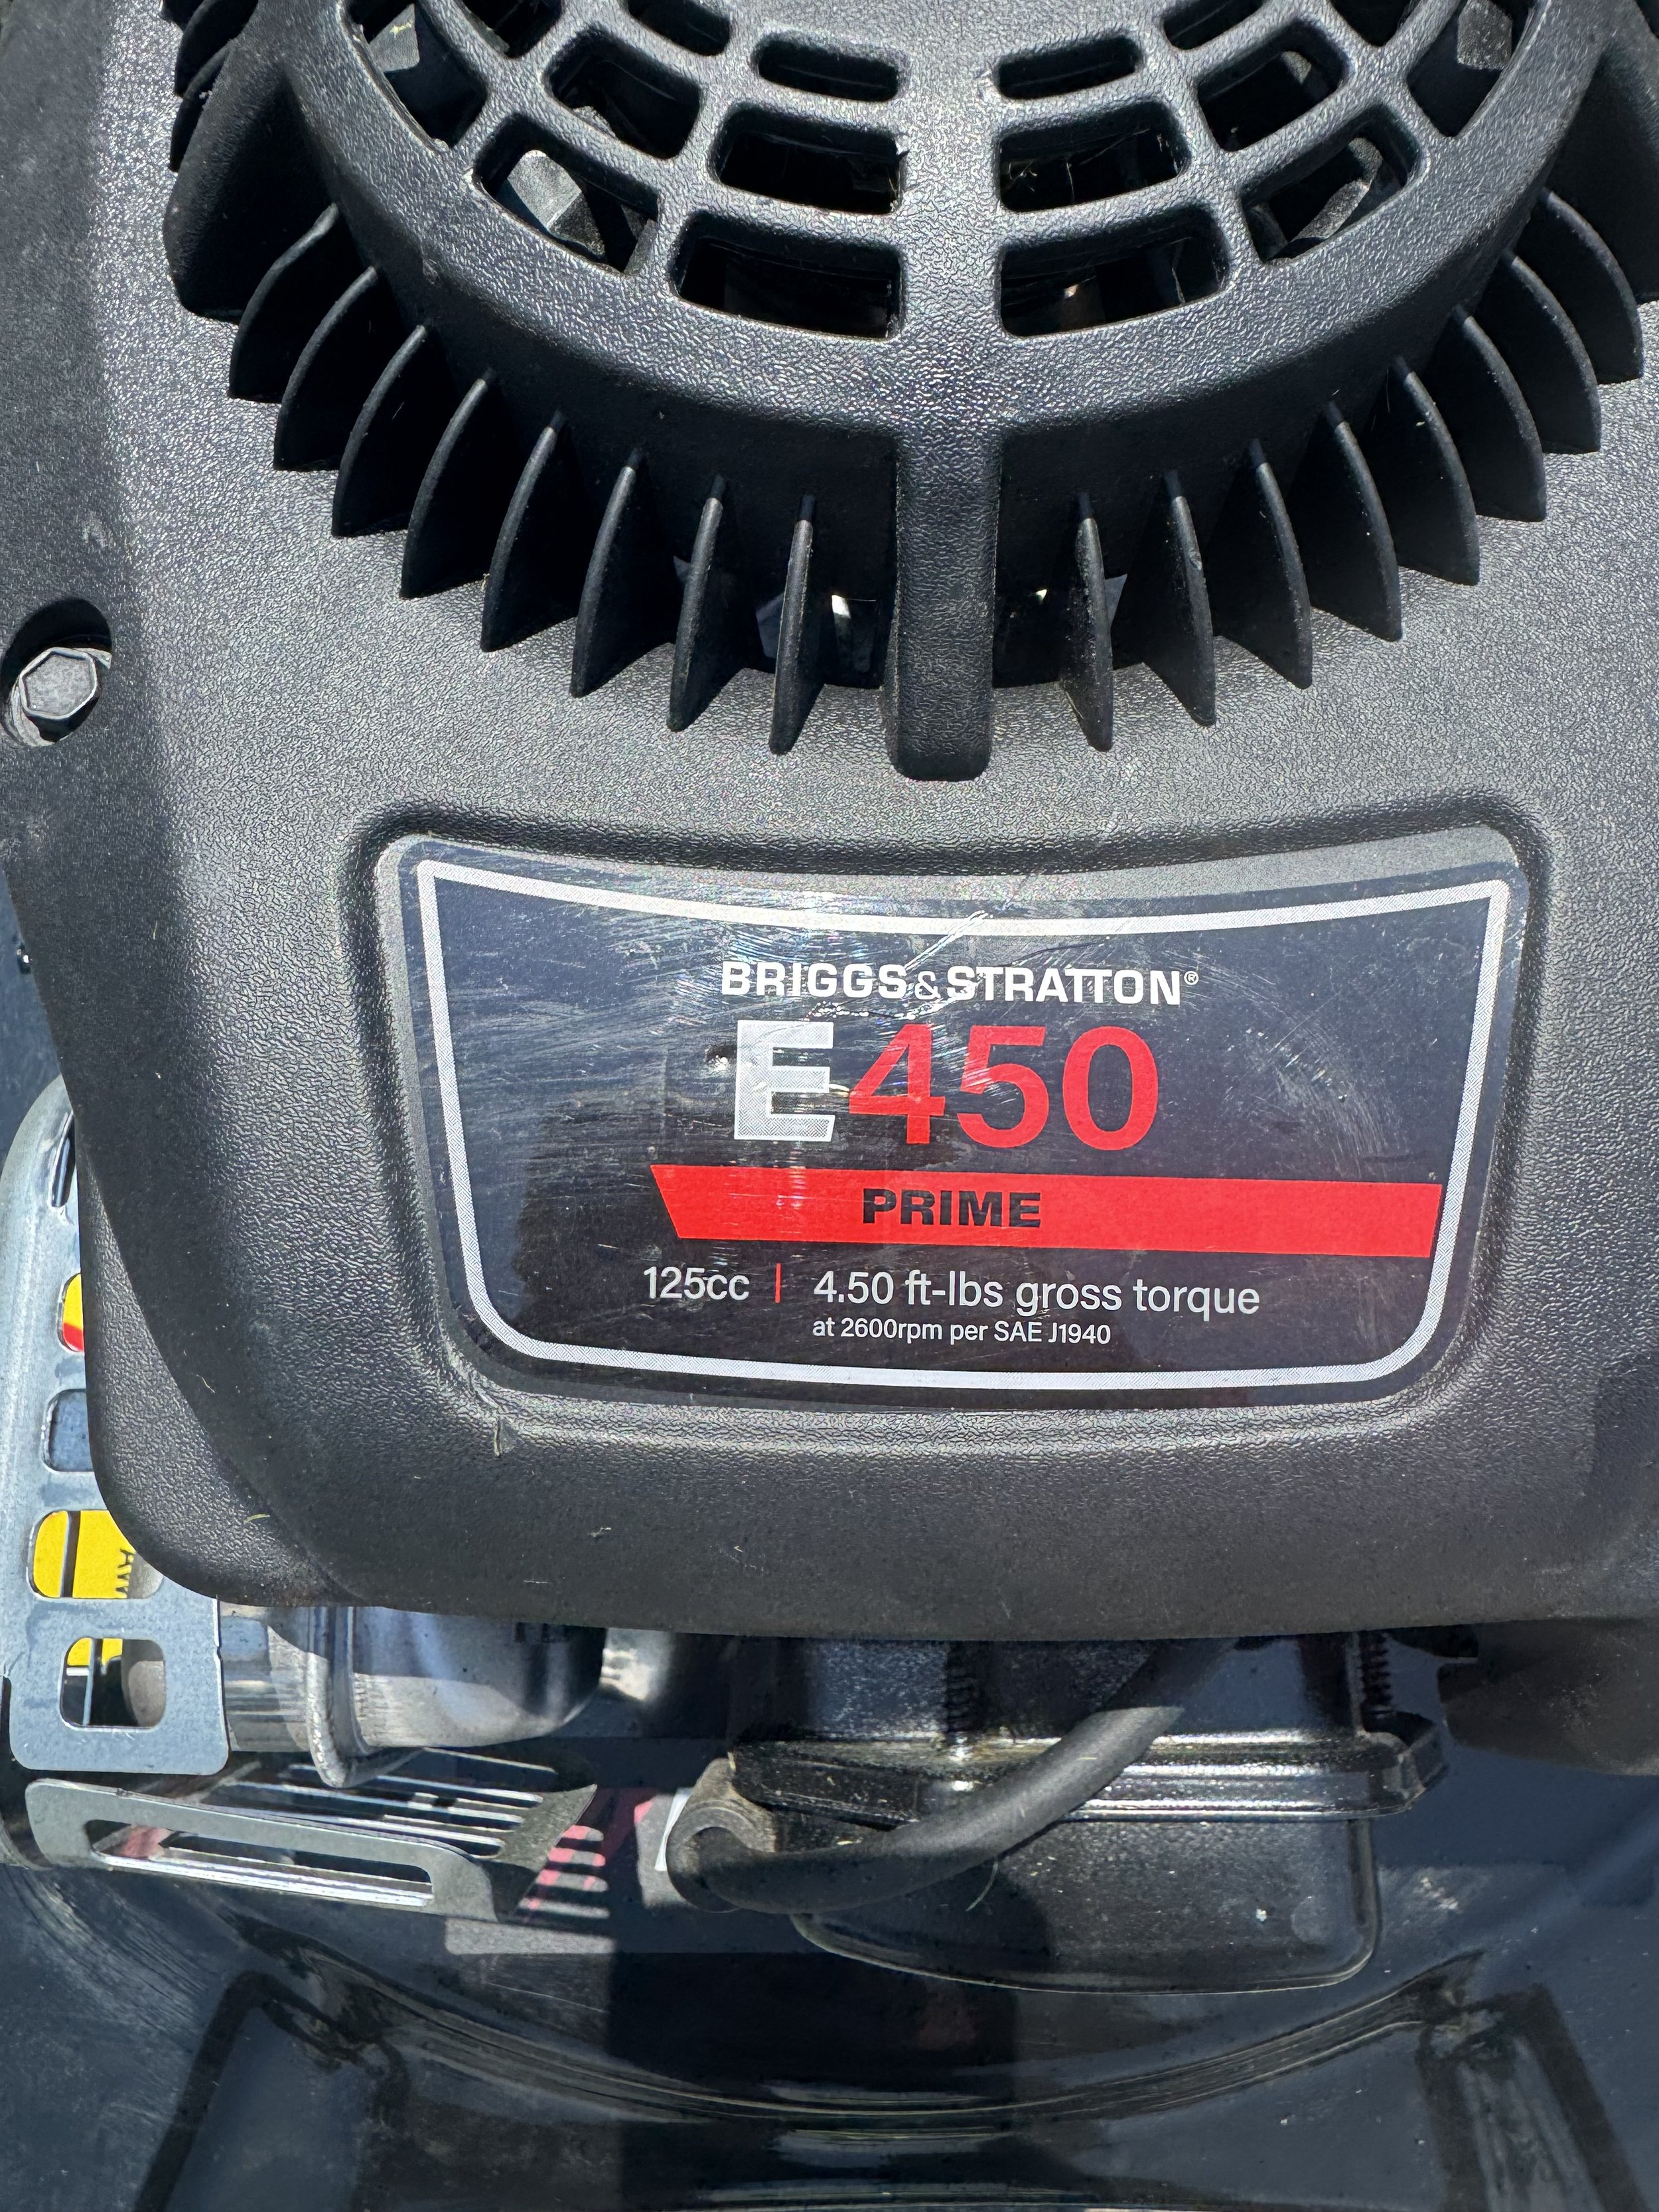 BRIGGS&STRATTON®
E450
PRIME
125cc | 4.50 ft-lbs gross torque
at 2600rpm per SAE J1940